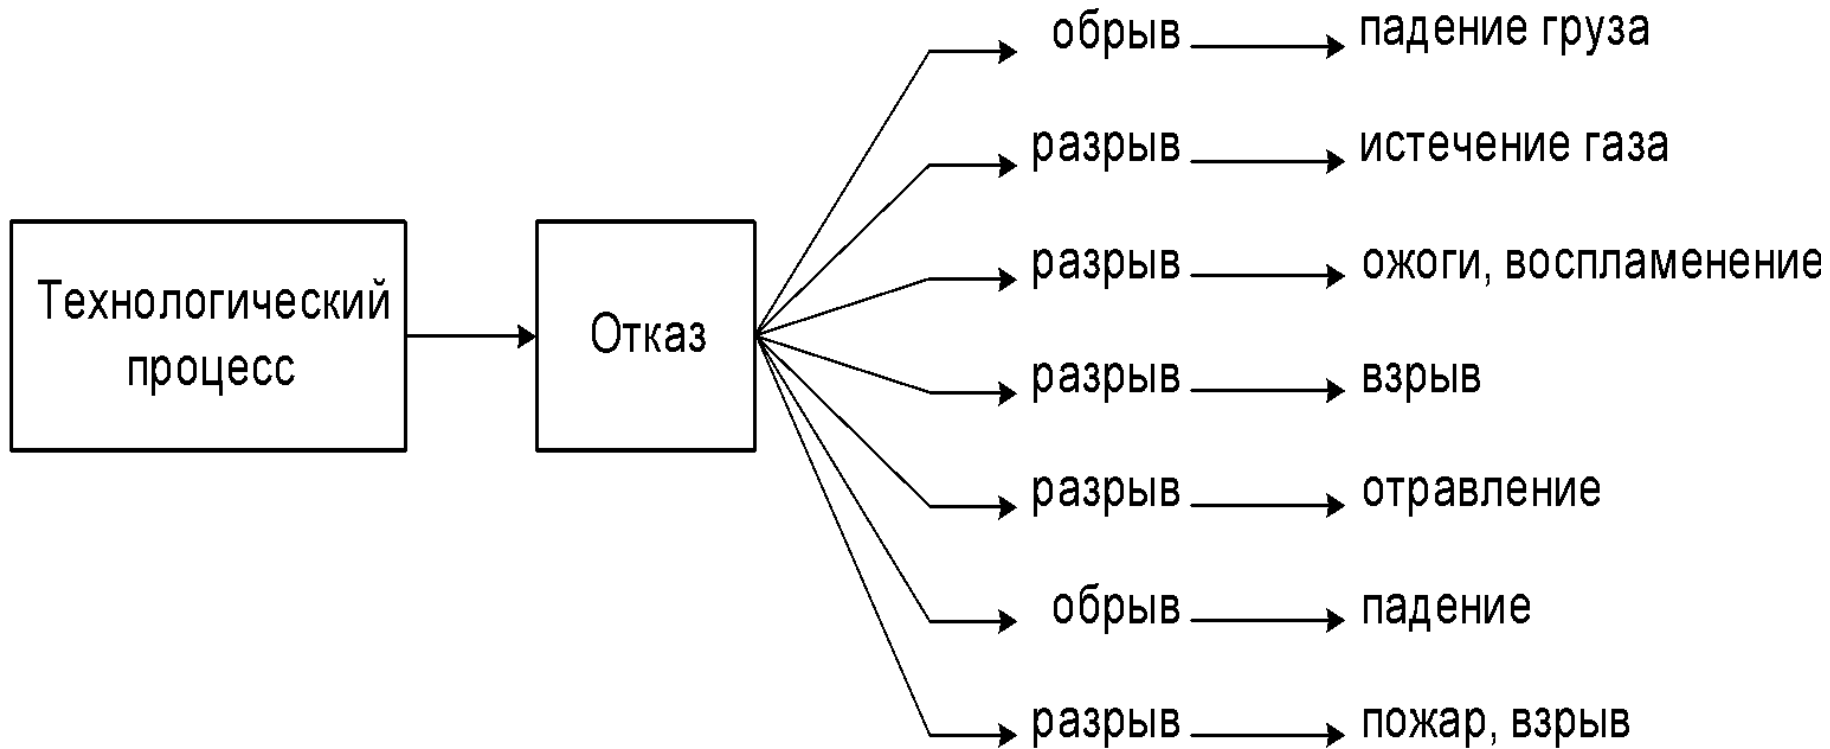 Технологический
процесс
Отказ
обрыв падение груза
разрыв истечение газа
разрыв ожоги, воспламенение
разрыв взрыв
разрыв отравление
обрыв падение
разрыв пожар, взрыв